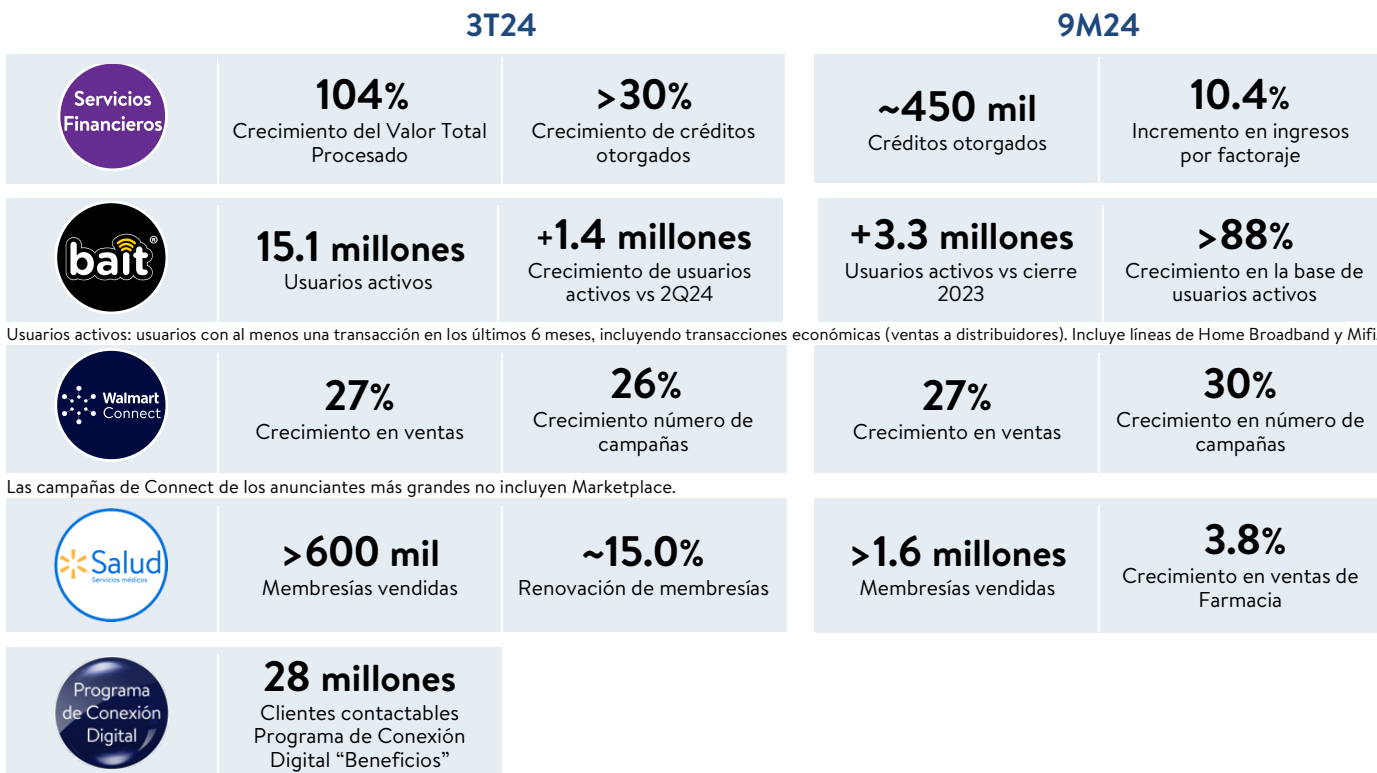 3T24
9M24
Servicios
Financieros
104%
Crecimiento del Valor Total
Procesado
>30%
Crecimiento de créditos
otorgados
~450 mil
Créditos otorgados
10.4%
Incremento en ingresos
por factoraje
bait®
15.1 millones
Usuarios activos
+1.4 millones
Crecimiento de usuarios
activos vs 2Q24
+3.3 millones
Usuarios activos vs cierre
2023
>88%
Crecimiento en la base de
usuarios activos
Usuarios activos: usuarios con al menos una transacción en los últimos 6 meses, incluyendo transacciones económicas (ventas a distribuidores). Incluye líneas de Home Broadband y Mifi.
Walmart
Connect
27%
Crecimiento en ventas
26%
Crecimiento número de
campañas
27%
Crecimiento en ventas
30%
Crecimiento en número de
campañas
Las campañas de Connect de los anunciantes más grandes no incluyen Marketplace.
Salud
Servicios médicos
>600 mil
Membresías vendidas
~15.0%
Renovación de membresías
>1.6 millones
Membresías vendidas
3.8%
Crecimiento en ventas de
Farmacia
Programa
de Conexión
Digital
28 millones
Clientes contactables
Programa de Conexión
Digital “Beneficios”